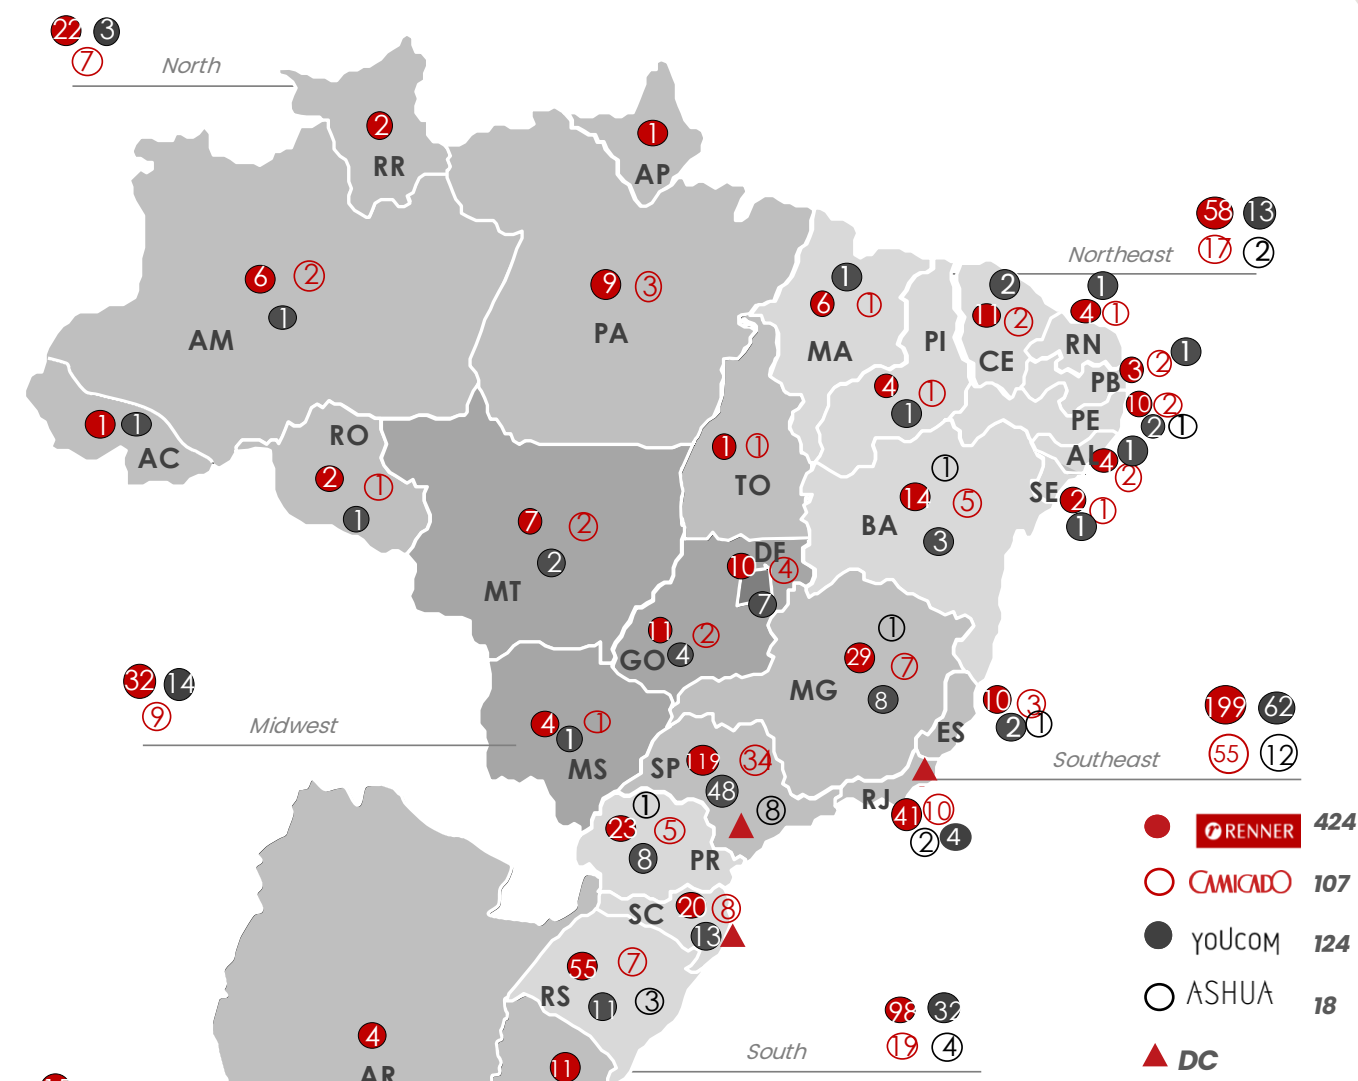 22 3
7
North
2
RR
1
AP
58 13
17 2
Northeast
6 2
1
AM
9 3
PA
1
6 1
MA
PI
2
11 2
CE
1
4 1
RN
1
3 2
PB
4 1
1
10 2
PE
2 1
1 1
AC
RO
2 1
1
1 1
TO
1
AL
4
2
1
14 5
BA
3
SE
2
1
1
7 2
2
MT
DF
10 4
7
11 2
GO 4
1
29 7
MG
8
32 14
9
Midwest
4 1
1
MS
10 3
2 1
ES
199 62
55 12
Southeast
SP 119 34
48
8
RJ
41 10
2 4
1
23 5
8
PR
SC 20 8
13
55 7
RS
11 3
98 32
19 4
South
4
AR
11
RENNER 424
CAMICADO 107
YOUCOM 124
ASHUA 18
DC